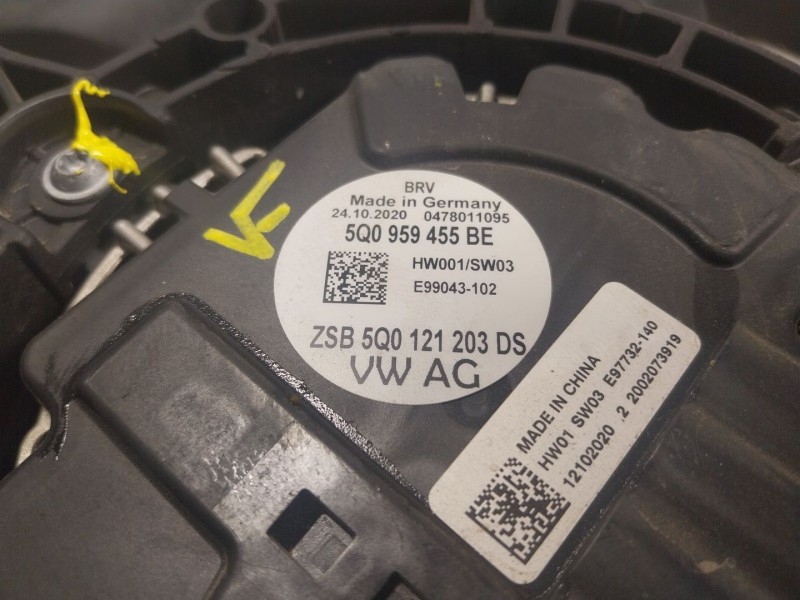 VF
BRV
Made in Germany
24.10.2020 0478011095
5Q0 959 455 BE
HW001/SW03
E99043-102
ZSB 5Q0 121 203 DS
VW AG
MADE IN CHINA
HW01 SW03 E97732-140
12102020 .2 2002073919